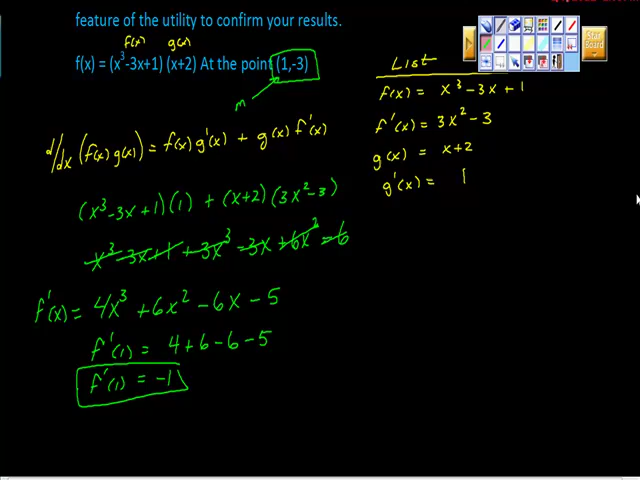 feature of the utility to confirm your results.
f(x) g(x)
f(x) = (x³-3x+1) (x+2) At the point (1,-3)
m
d/dx (f(x) g(x)) = f(x) g'(x) + g(x) f'(x)
(x³ -3x +1)(1) + (x+2)(3x² -3)
x³ - 3x + 1 + 3x³ - 3x + 6x² - 6
f'(x) = 4x³ + 6x² - 6x - 5
f'(1) = 4 + 6 - 6 - 5
f'(1) = -1
List
f(x) = x³ - 3x + 1
f'(x) = 3x² - 3
g(x) = x+2
g'(x) = 1
Start
Board